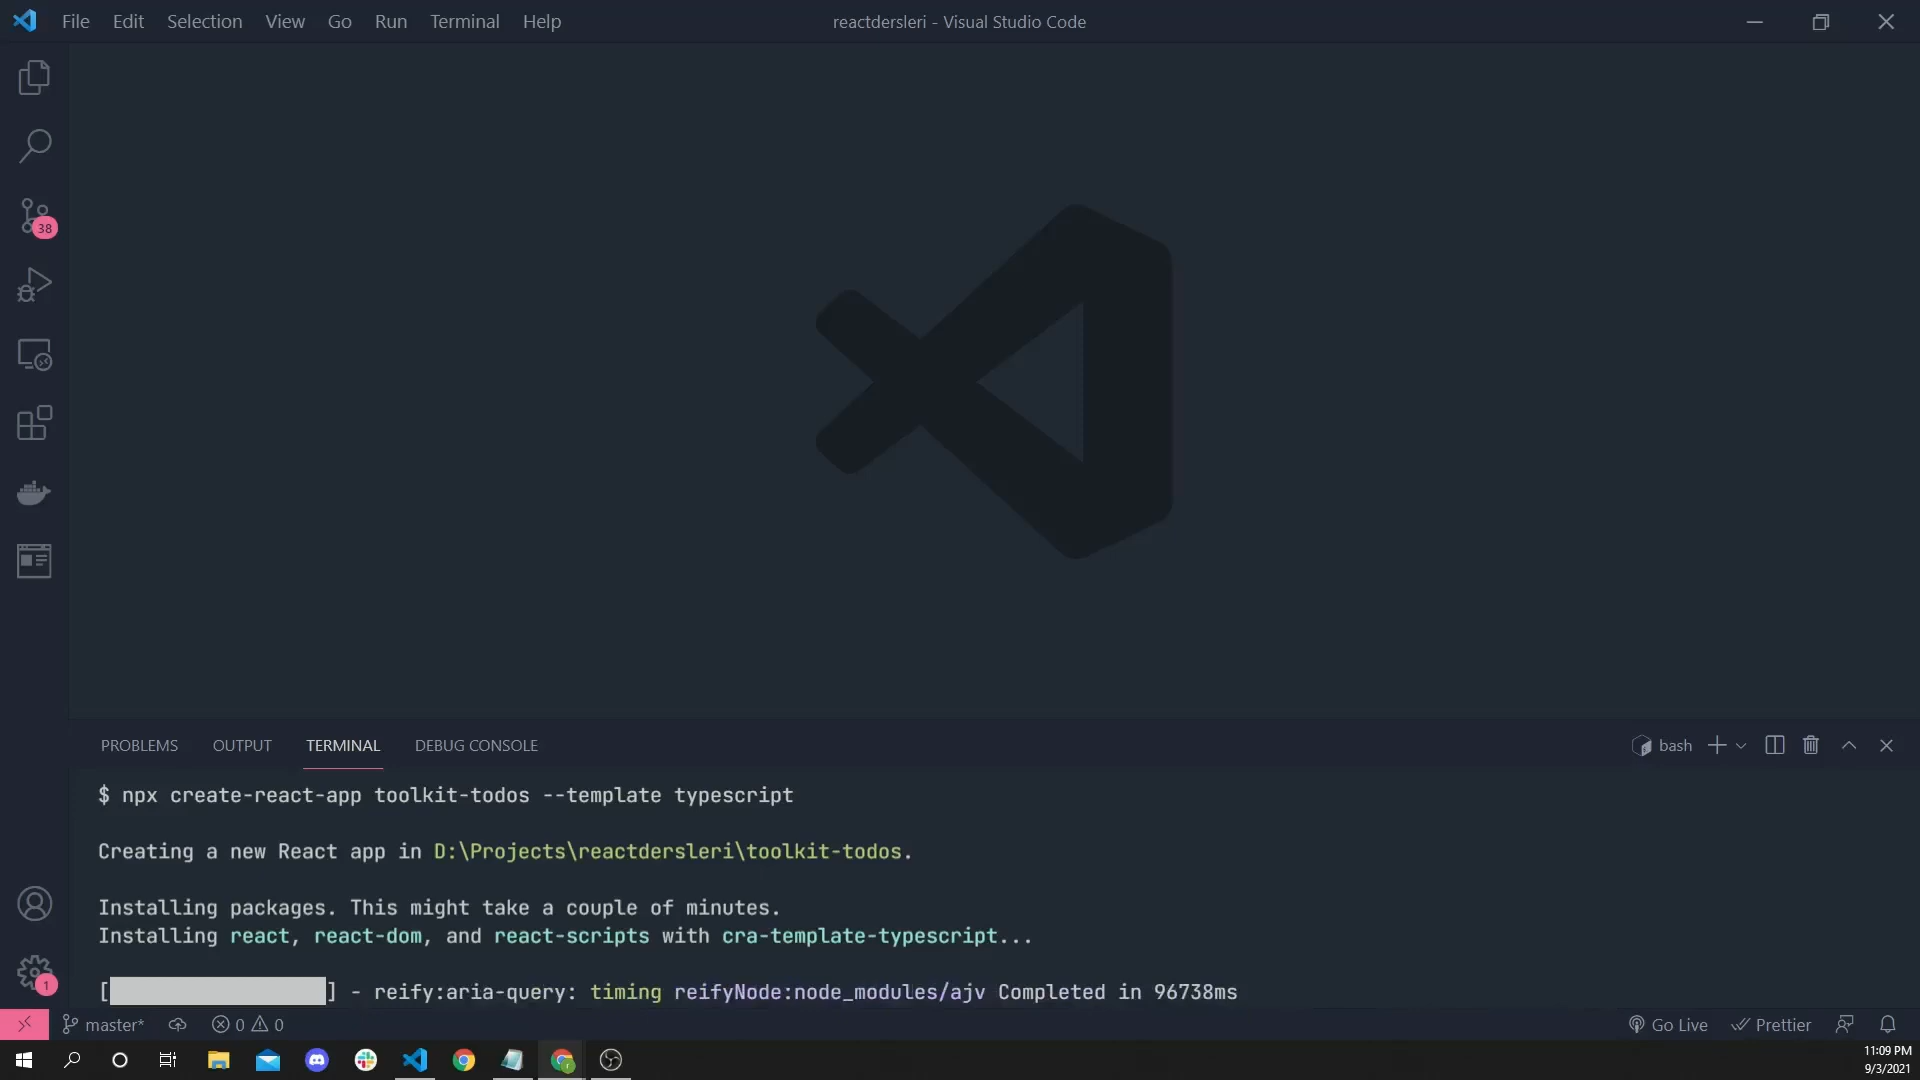 File Edit Selection View Go Run Terminal Help
reactdersleri - Visual Studio Code
38
PROBLEMS OUTPUT TERMINAL DEBUG CONSOLE
bash
$ npx create-react-app toolkit-todos --template typescript
Creating a new React app in D:\Projects\reactdersleri\toolkit-todos.
Installing packages. This might take a couple of minutes.
Installing react, react-dom, and react-scripts with cra-template-typescript...
[                  ] - reify:aria-query: timing reifyNode:node_modules/ajv Completed in 96738ms
1
master* 0 0
Go Live Prettier
11:09 PM
9/3/2021